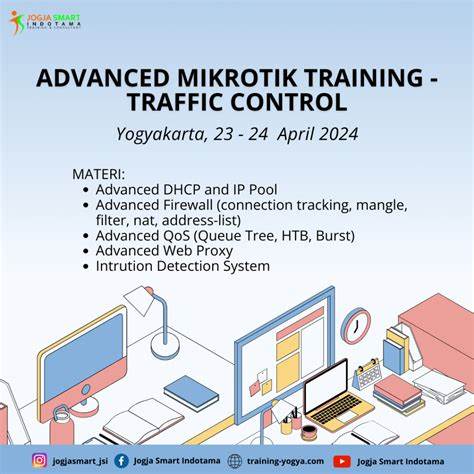 JOGJA SMART
INDOTAMA
TRAINING & CONSULTANT
ADVANCED MIKROTIK TRAINING -
TRAFFIC CONTROL
Yogyakarta, 23 - 24 April 2024
MATERI:
• Advanced DHCP and IP Pool
• Advanced Firewall (connection tracking, mangle,
filter, nat, address-list)
• Advanced QoS (Queue Tree, HTB, Burst)
• Advanced Web Proxy
• Intrution Detection System
jogjasmart_jsi
Jogja Smart Indotama
training-yogya.com
Jogja Smart Indotama